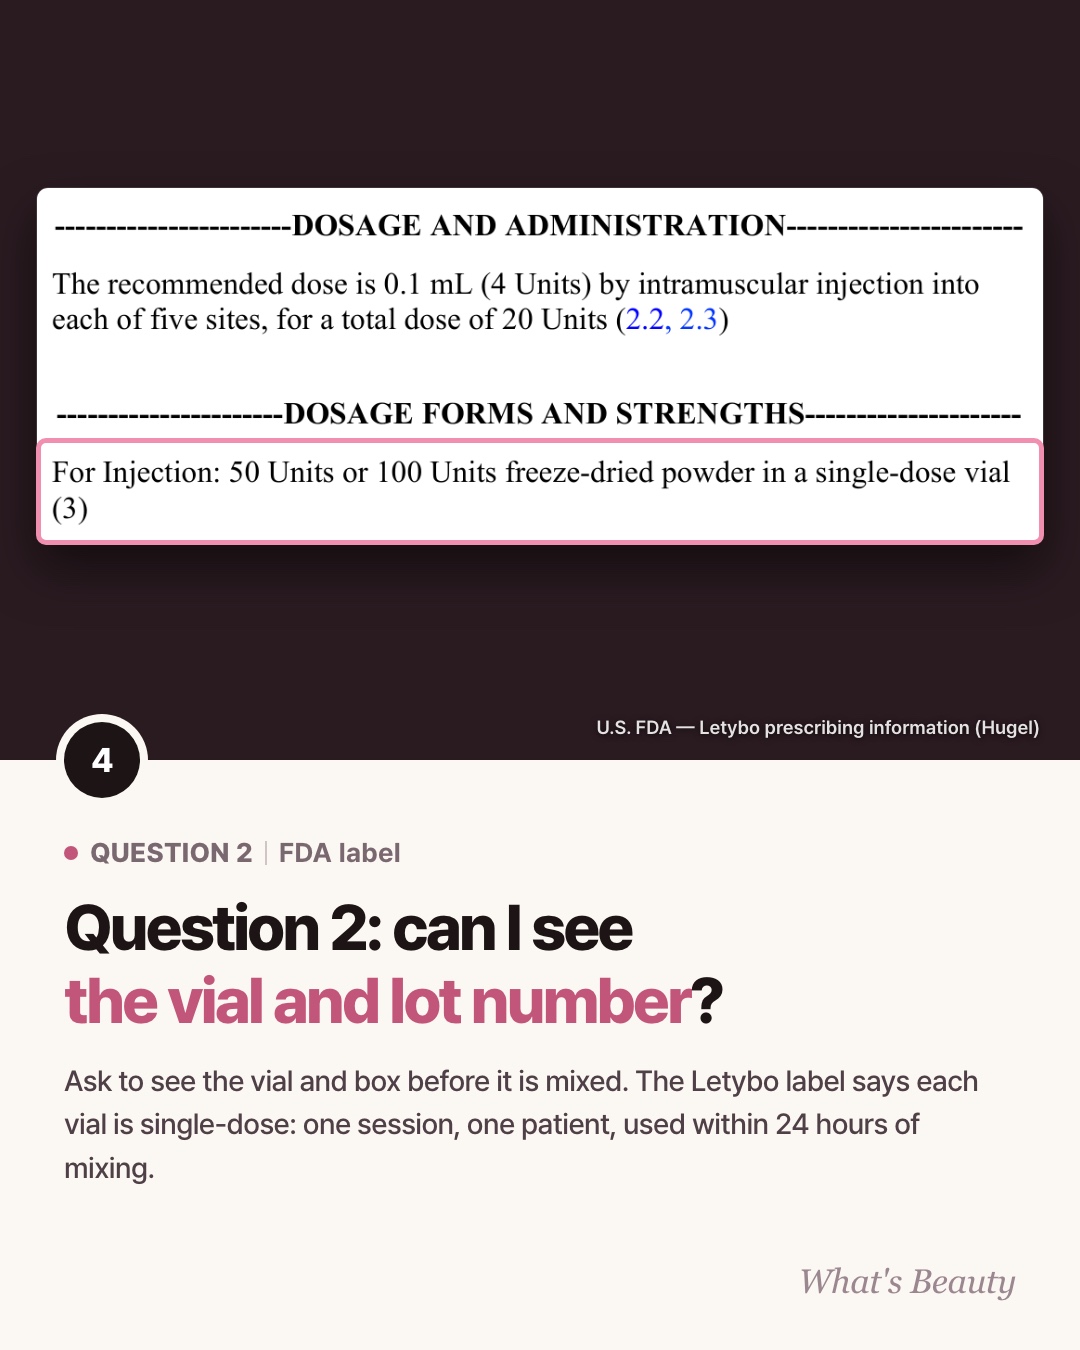 -----------------------DOSAGE AND ADMINISTRATION-----------------------
The recommended dose is 0.1 mL (4 Units) by intramuscular injection into
each of five sites, for a total dose of 20 Units (2.2, 2.3)
----------------------DOSAGE FORMS AND STRENGTHS---------------------
For Injection: 50 Units or 100 Units freeze-dried powder in a single-dose vial
(3)
U.S. FDA — Letybo prescribing information (Hugel)
4
QUESTION 2 | FDA label
Question 2: can I see
the vial and lot number?
Ask to see the vial and box before it is mixed. The Letybo label says each
vial is single-dose: one session, one patient, used within 24 hours of
mixing.
What's Beauty